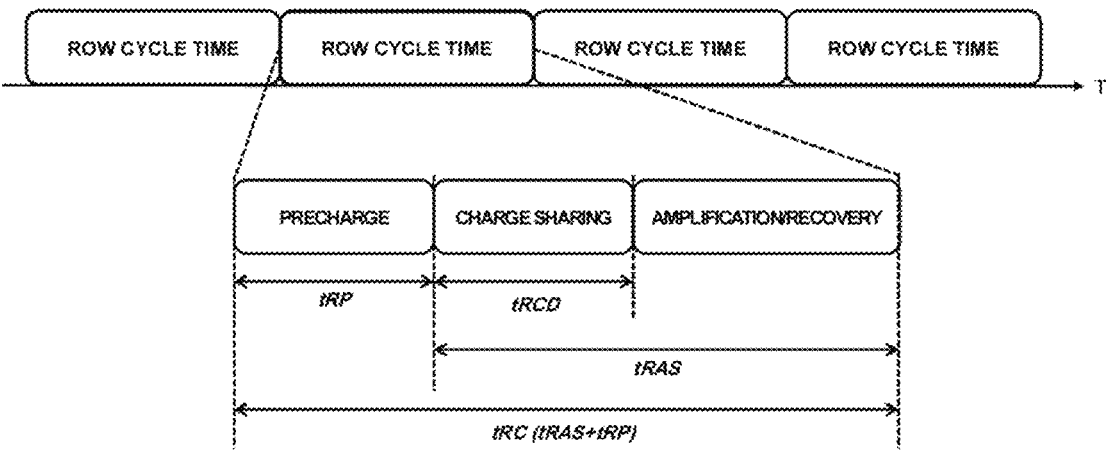 ROW CYCLE TIME ROW CYCLE TIME ROW CYCLE TIME ROW CYCLE TIME
T
PRECHARGE CHARGE SHARING AMPLIFICATION/RECOVERY
tRP tRCD
tRAS
tRC (tRAS+tRP)